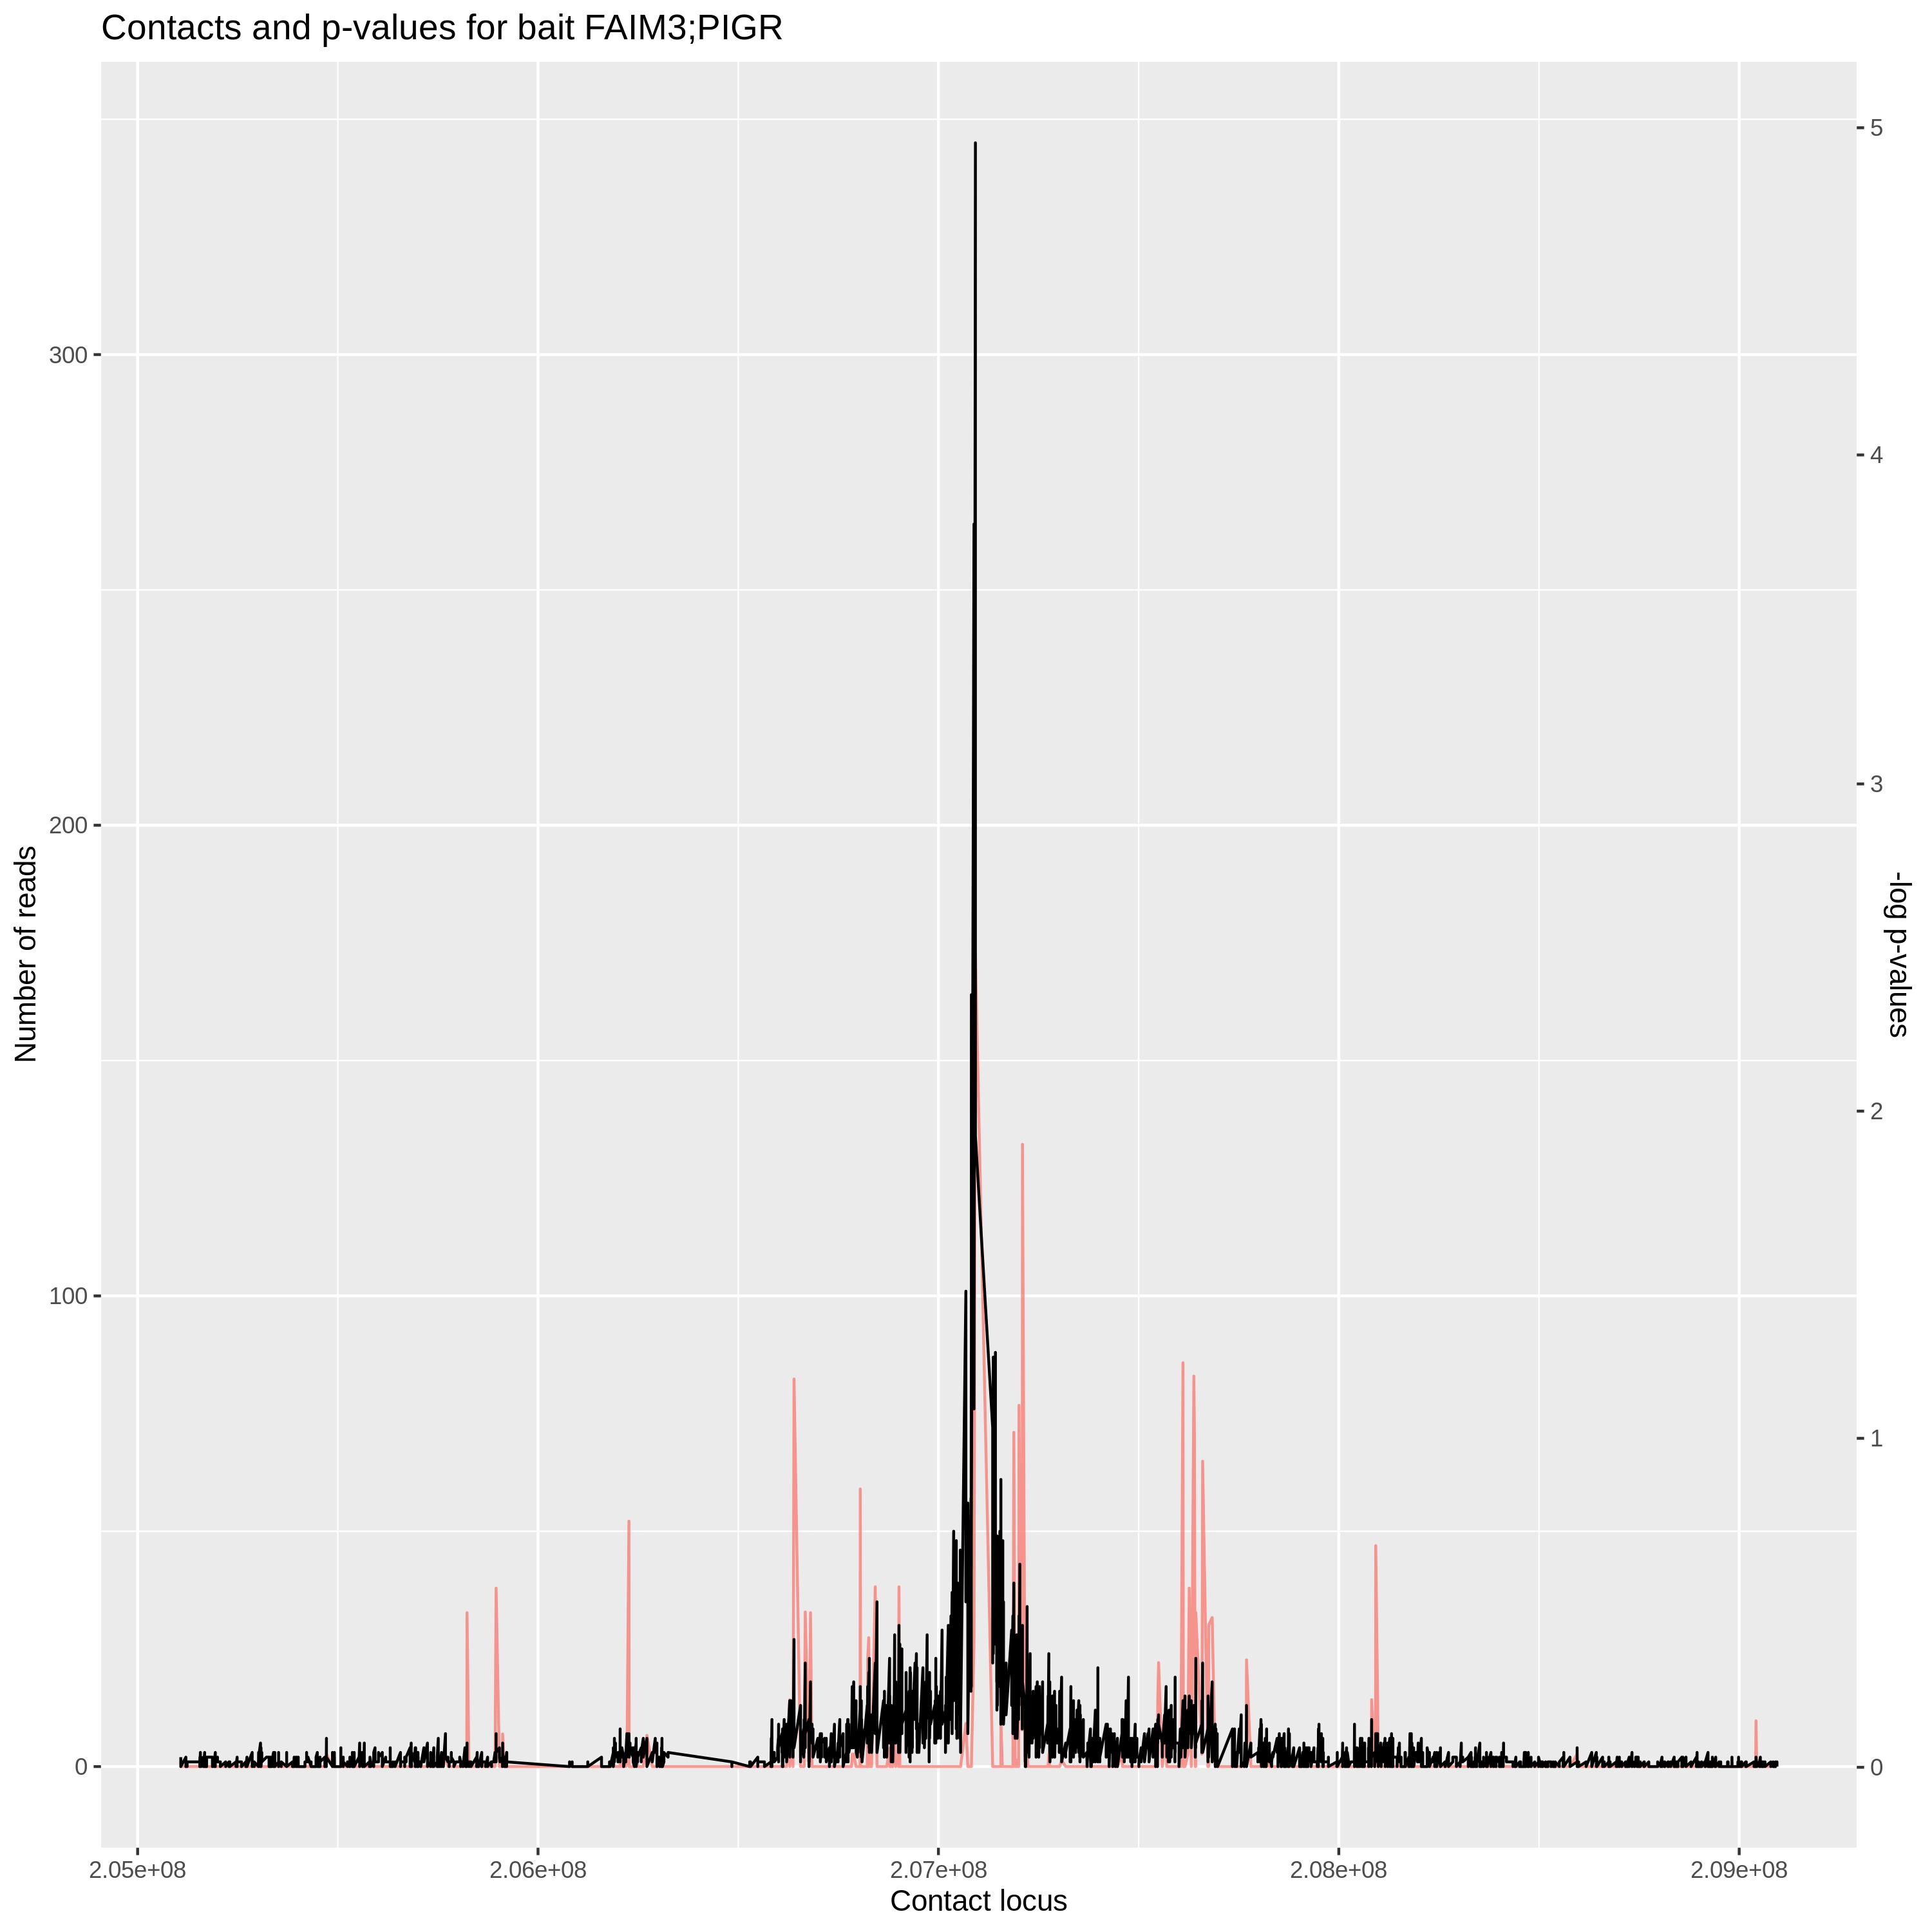 Contacts and p-values for bait FAIM3;PIGR
Number of reads
300
200
100
0
5
4
3
2
1
0
-log p-values
2.05e+08 2.06e+08 2.07e+08 2.08e+08 2.09e+08
Contact locus